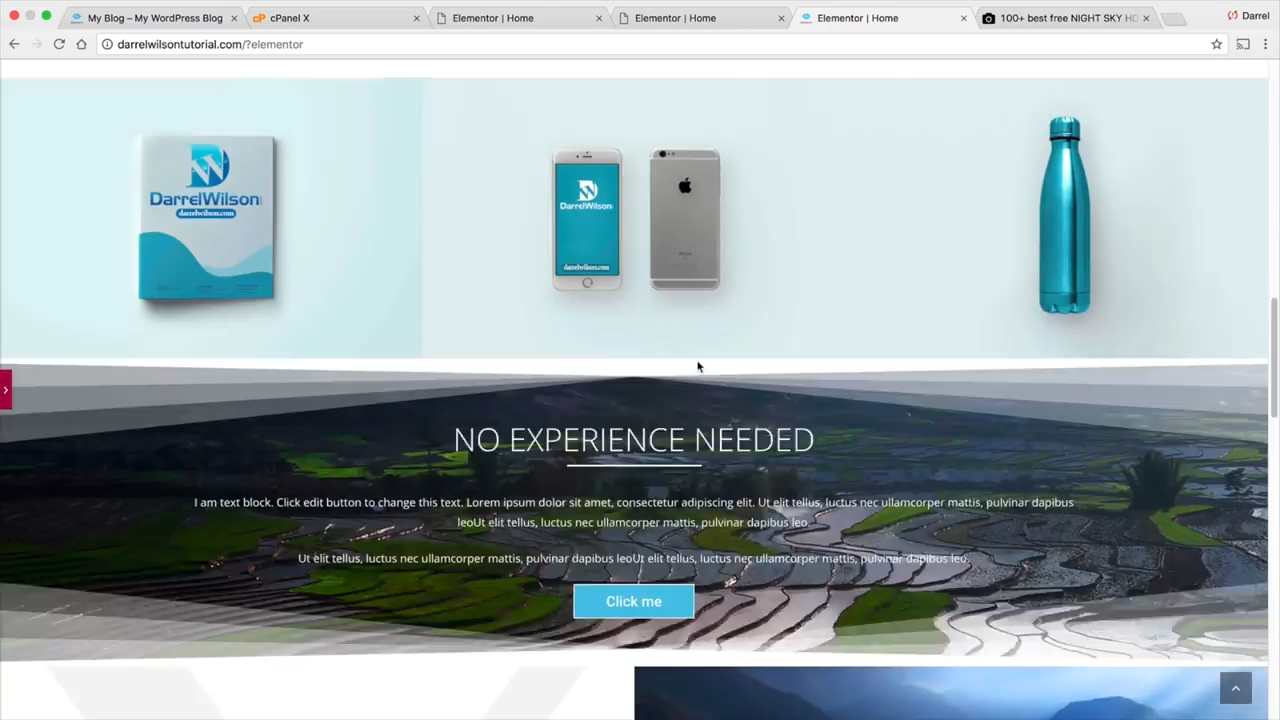 My Blog – My WordPress Blog
cPanel X
Elementor | Home
Elementor | Home
Elementor | Home
100+ best free NIGHT SKY HD
Darrel
darrelwilsontutorial.com/?elementor
DarrelWilson
darrelwilson.com
DarrelWilson
darrelwilson.com
NO EXPERIENCE NEEDED
I am text block. Click edit button to change this text. Lorem ipsum dolor sit amet, consectetur adipiscing elit. Ut elit tellus, luctus nec ullamcorper mattis, pulvinar dapibus
leoUt elit tellus, luctus nec ullamcorper mattis, pulvinar dapibus leo.
Ut elit tellus, luctus nec ullamcorper mattis, pulvinar dapibus leoUt elit tellus, luctus nec ullamcorper mattis, pulvinar dapibus leo.
Click me